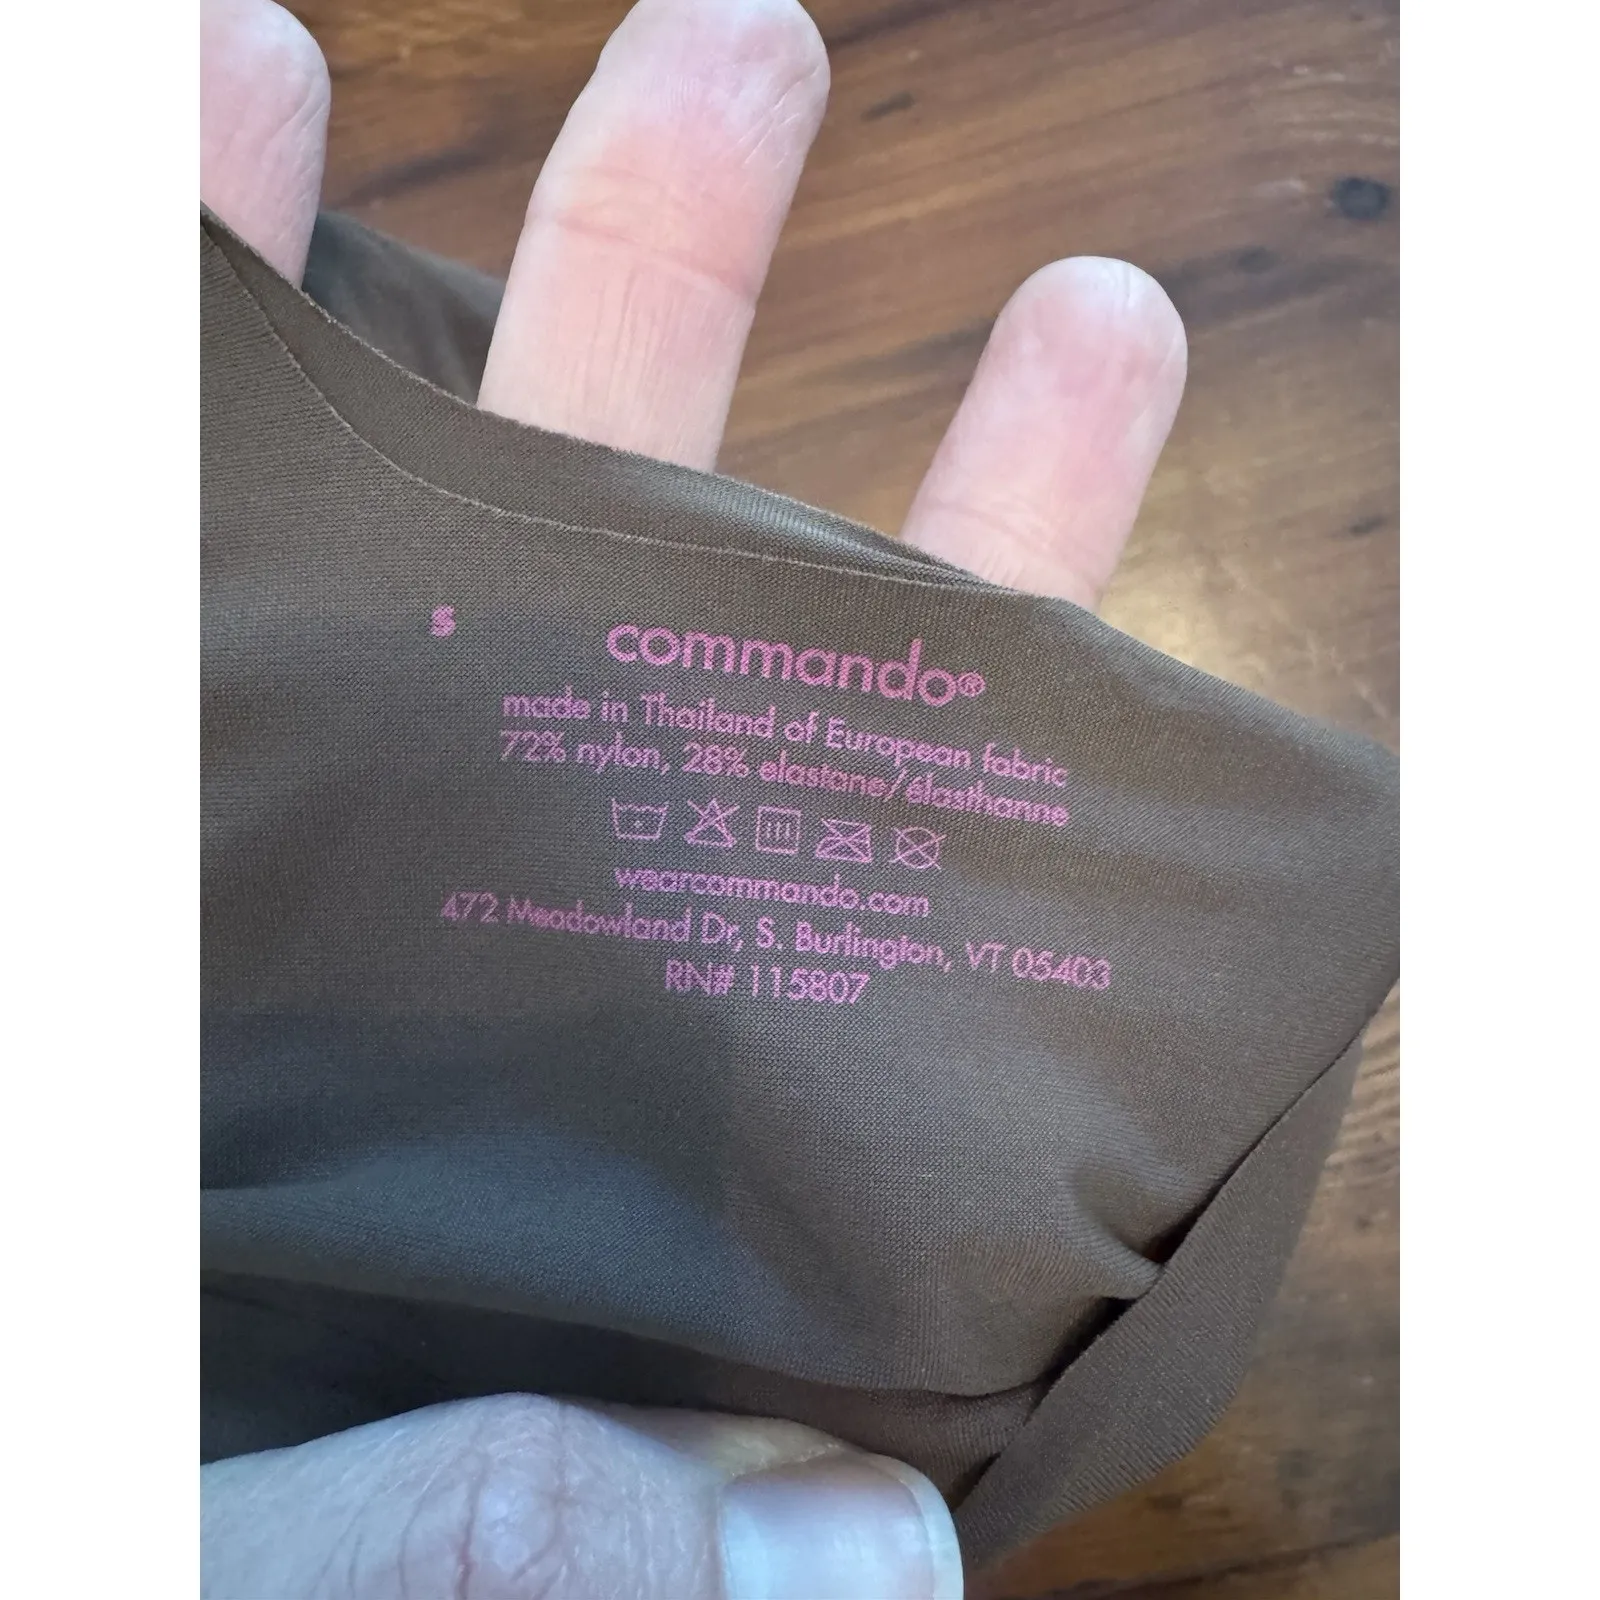 S
commando®
made in Thailand of European fabric
72% nylon, 28% elastane/élasthanne
wearcommando.com
472 Meadowland Dr, S. Burlington, VT 05403
RN# 115807